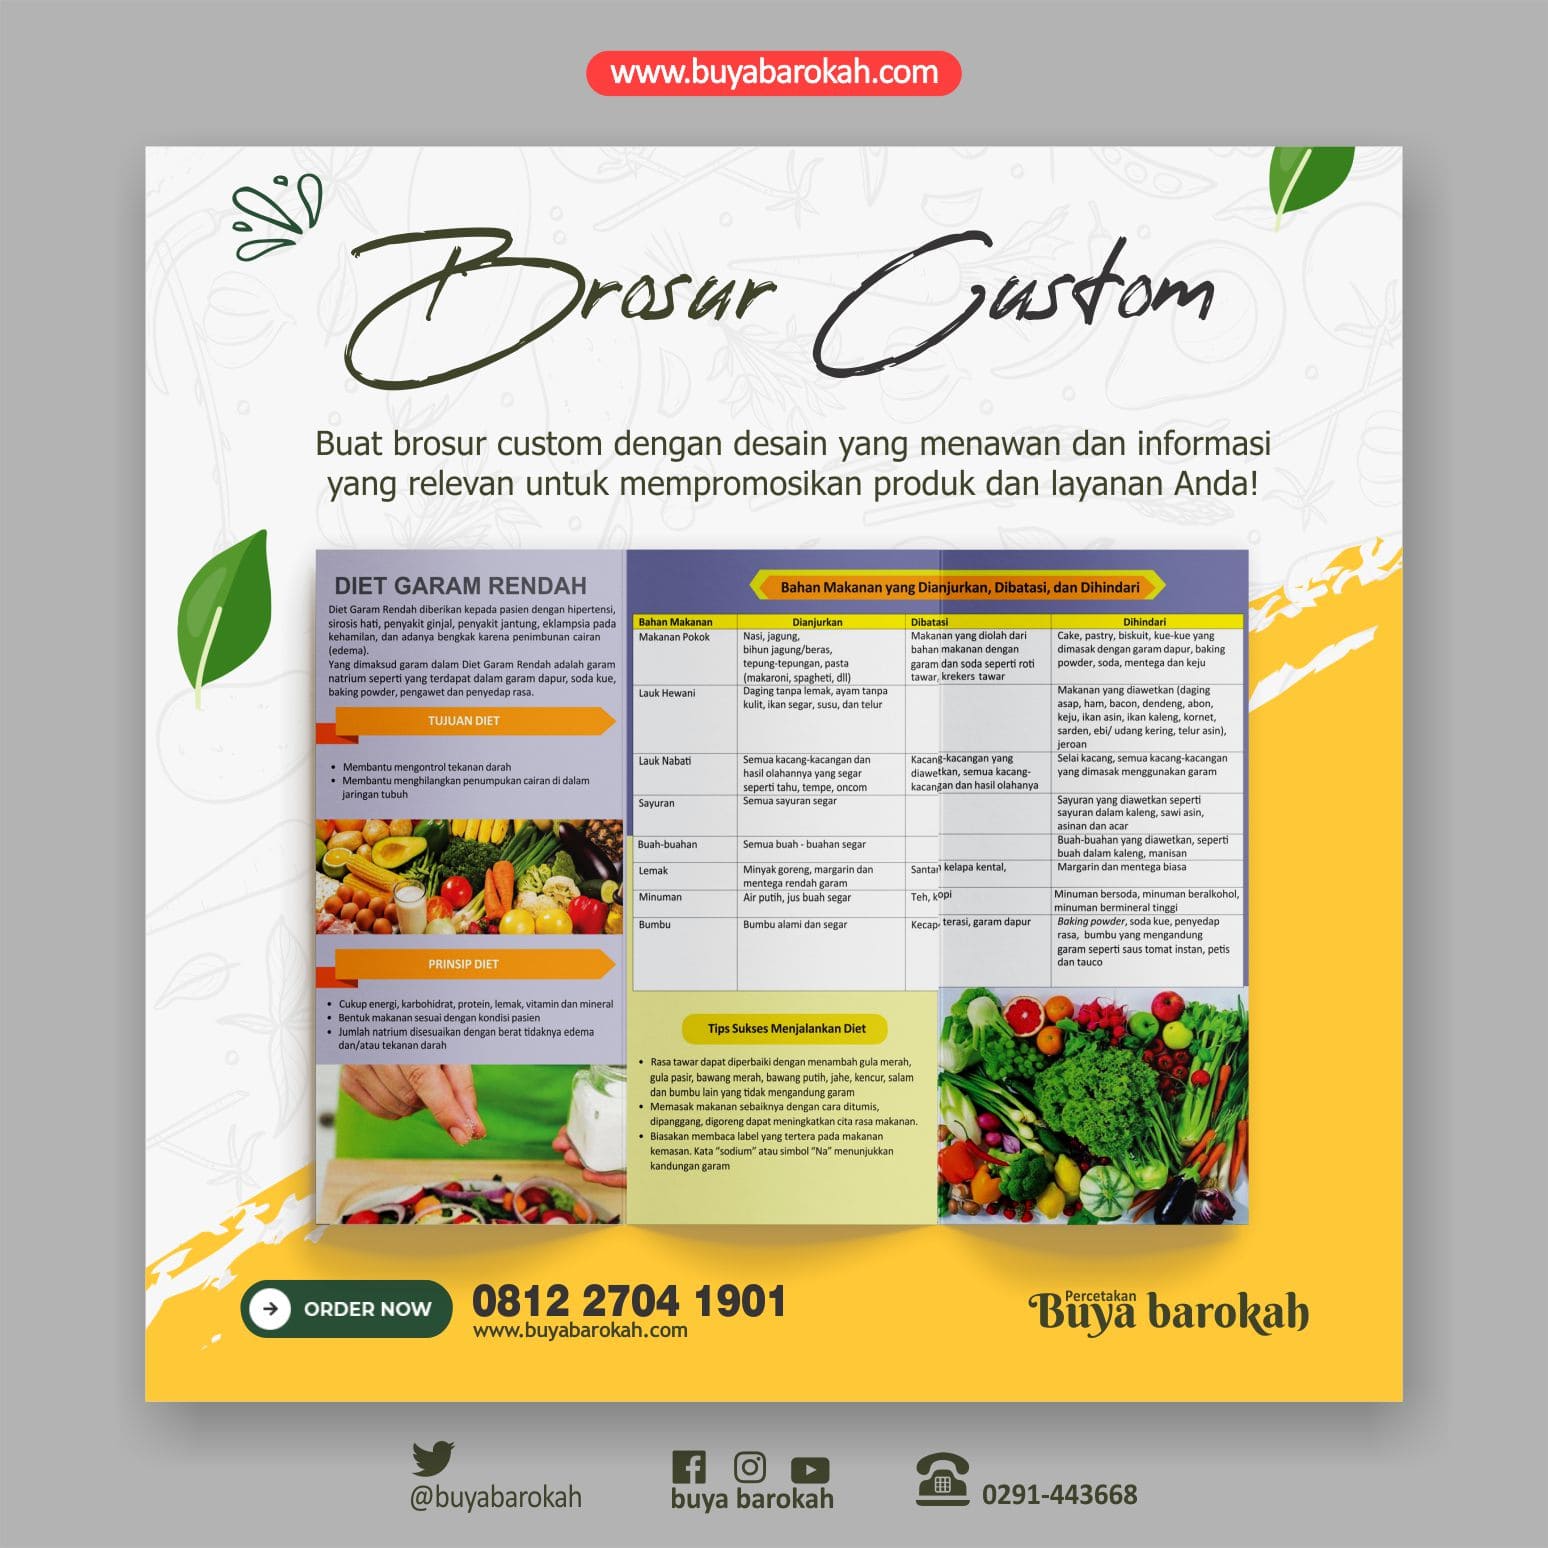 www.buyabarokah.com
Brosur Custom
Buat brosur custom dengan desain yang menawan dan informasi
yang relevan untuk mempromosikan produk dan layanan Anda!
DIET GARAM RENDAH
Diet Garam Rendah diberikan kepada pasien dengan hipertensi,
sirosis hati, penyakit ginjal, penyakit jantung, eklampsia pada
kehamilan, dan adanya bengkak karena penimbunan cairan
(edema).
Yang dimaksud garam dalam Diet Garam Rendah adalah garam
natrium seperti yang terdapat dalam garam dapur, soda kue,
baking powder, pengawet dan penyedap rasa.
TUJUAN DIET
• Membantu mengontrol tekanan darah
• Membantu menghilangkan penumpukan cairan di dalam
jaringan tubuh
PRINSIP DIET
• Cukup energi, karbohidrat, protein, lemak, vitamin dan mineral
• Bentuk makanan sesuai dengan kondisi pasien
• Jumlah natrium disesuaikan dengan berat tidaknya edema
dan/atau tekanan darah
Bahan Makanan yang Dianjurkan, Dibatasi, dan Dihindari
Bahan Makanan Dianjurkan Dibatasi Dihindari
Makanan Pokok
Nasi, jagung,
bihun jagung/beras,
tepung-tepungan, pasta
(makaroni, spagheti, dll)
Makanan yang diolah dari
bahan makanan dengan
garam dan soda seperti roti
tawar, krekers tawar
Cake, pastry, biskuit, kue-kue yang
dimasak dengan garam dapur, baking
powder, soda, mentega dan keju
Lauk Hewani
Daging tanpa lemak, ayam tanpa
kulit, ikan segar, susu, dan telur
Makanan yang diawetkan (daging
asap, ham, bacon, dendeng, abon,
keju, ikan asin, ikan kaleng, kornet,
sarden, ebi/ udang kering, telur asin),
jeroan
Lauk Nabati
Semua kacang-kacangan dan
hasil olahannya yang segar
seperti tahu, tempe, oncom
Kacang-kacangan yang
diawetkan, semua kacang-
kacangan dan hasil olahanya
Selai kacang, semua kacang-kacangan
yang dimasak menggunakan garam
Sayuran
Semua sayuran segar
Sayuran yang diawetkan seperti
sayuran dalam kaleng, sawi asin,
asinan dan acar
Buah-buahan
Semua buah - buahan segar
Buah-buahan yang diawetkan, seperti
buah dalam kaleng, manisan
Lemak
Minyak goreng, margarin dan
mentega rendah garam
Santan kelapa kental,
Margarin dan mentega biasa
Minuman
Air putih, jus buah segar
Teh, kopi
Minuman bersoda, minuman beralkohol,
minuman bermineral tinggi
Bumbu
Bumbu alami dan segar
Kecap, terasi, garam dapur
Baking powder, soda kue, penyedap
rasa, bumbu yang mengandung
garam seperti saus tomat instan, petis
dan tauco
Tips Sukses Menjalankan Diet
• Rasa tawar dapat diperbaiki dengan menambah gula merah,
gula pasir, bawang merah, bawang putih, jahe, kencur, salam
dan bumbu lain yang tidak mengandung garam
• Memasak makanan sebaiknya dengan cara ditumis,
dipanggang, digoreng dapat meningkatkan cita rasa makanan.
• Biasakan membaca label yang tertera pada makanan
kemasan. Kata "sodium" atau simbol "Na" menunjukkan
kandungan garam
ORDER NOW
0812 2704 1901
www.buyabarokah.com
Percetakan
Buya barokah
@buyabarokah
buya barokah
0291-443668